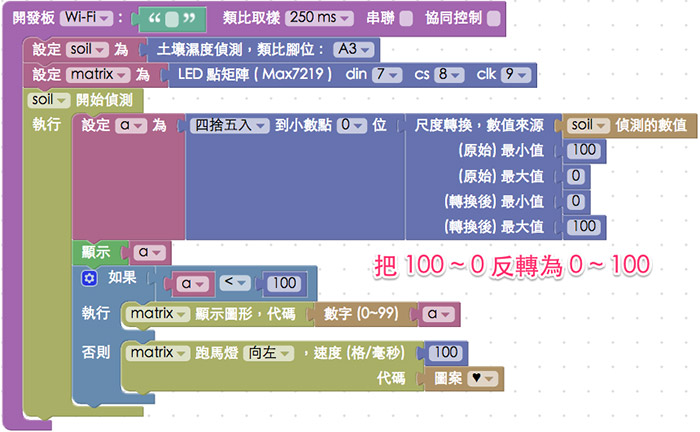 開發板 Wi-Fi ： “ ” 類比取樣 250 ms 串聯 協同控制
設定 soil 為 土壤濕度偵測，類比腳位： A3
設定 matrix 為 LED 點矩陣 ( Max7219 ) din 7 cs 8 clk 9
soil 開始偵測
執行 設定 a 為 四捨五入 到小數點 0 位 尺度轉換，數值來源 soil 偵測的數值
(原始) 最小值 100
(原始) 最大值 0
(轉換後) 最小值 0
(轉換後) 最大值 100
顯示 a
把 100 ~ 0 反轉為 0 ~ 100
如果 a < 100
執行 matrix 顯示圖形，代碼 數字 (0~99) a
否則 matrix 跑馬燈 向左 ，速度 (格/毫秒) 100
代碼 圖案 ♥